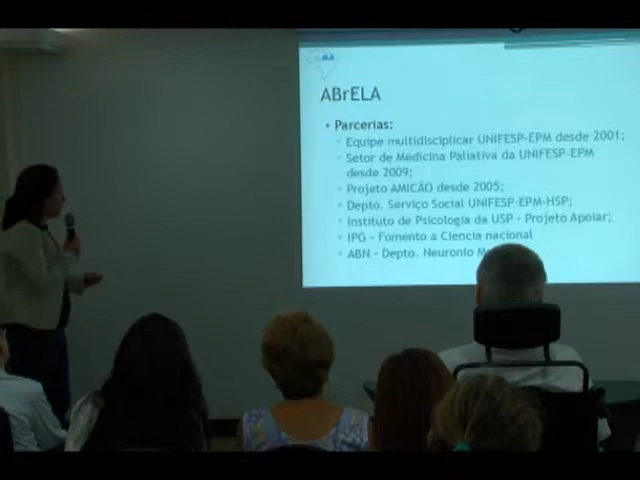 ABrELA
• Parcerias:
Equipe multidisciplicar UNIFESP-EPM desde 2001;
Setor de Medicina Paliativa da UNIFESP-EPM
desde 2009;
Projeto AMICÃO desde 2005;
Depto. Serviço Social UNIFESP-EPM-HSP;
Instituto de Psicologia da USP - Projeto Apoiar;
IPG - Fomento a Ciencia nacional
ABN - Depto. Neuronio